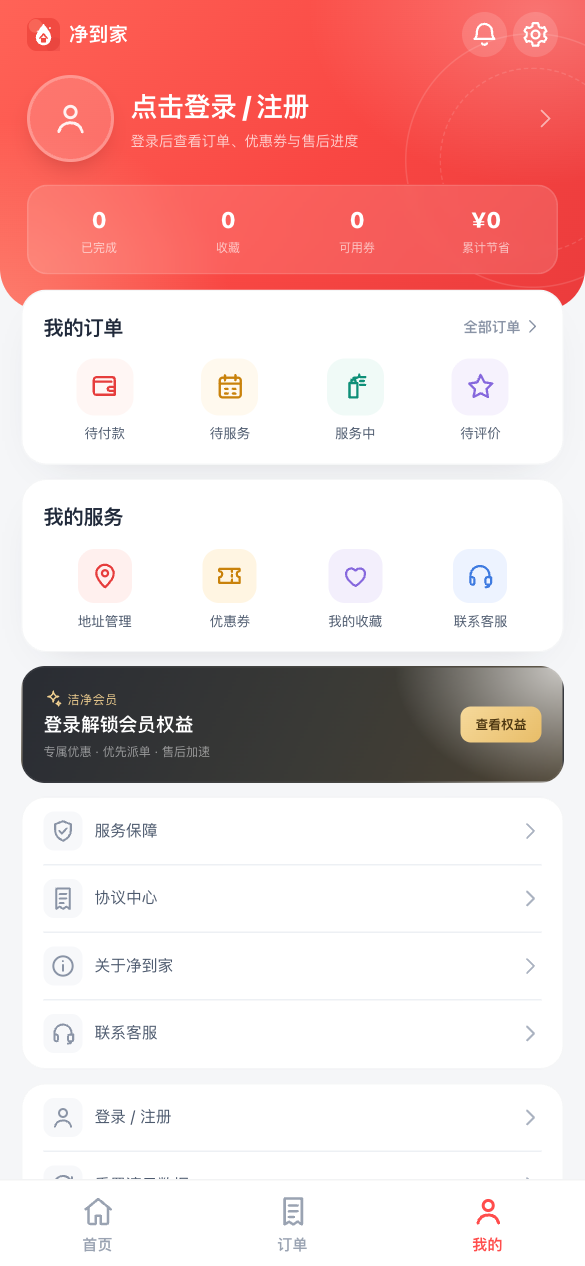 净到家
点击登录 / 注册
登录后查看订单、优惠券与售后进度
0 0 0 ¥0
已完成 收藏 可用券 累计节省
我的订单 全部订单
待付款 待服务 服务中 待评价
我的服务
地址管理 优惠券 我的收藏 联系客服
洁净会员
登录解锁会员权益
查看权益
专属优惠 · 优先派单 · 售后加速
服务保障
协议中心
关于净到家
联系客服
登录 / 注册
首页 订单 我的